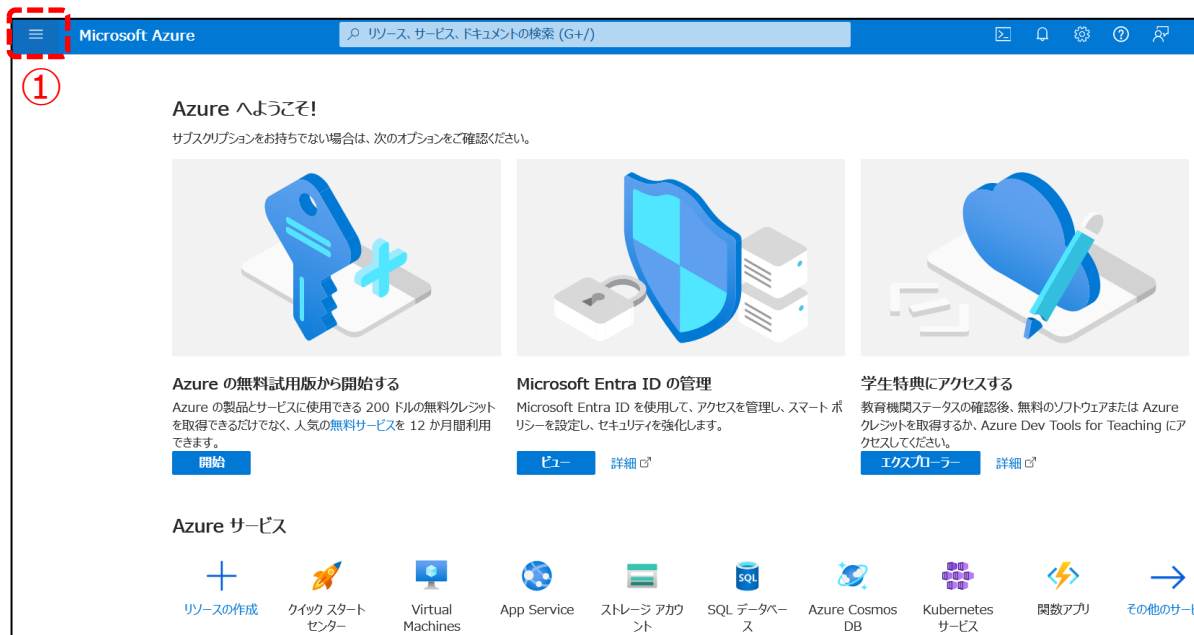 Microsoft Azure
リソース、サービス、ドキュメントの検索 (G+/)
①
Azure へようこそ!
サブスクリプションをお持ちでない場合は、次のオプションをご確認ください。
Azure の無料試用版から開始する
Azure の製品とサービスに使用できる 200 ドルの無料クレジット
を取得できるだけでなく、人気の無料サービスを 12 か月間利用
できます。
開始
Microsoft Entra ID の管理
Microsoft Entra ID を使用して、アクセスを管理し、スマート ポ
リシーを設定し、セキュリティを強化します。
ビュー 詳細
学生特典にアクセスする
教育機関ステータスの確認後、無料のソフトウェアまたは Azure
クレジットを取得するか、Azure Dev Tools for Teaching にア
クセスしてください。
エクスプローラー 詳細
Azure サービス
リソースの作成
クイック スタート
センター
Virtual
Machines
App Service
ストレージ アカウ
ント
SQL
SQL データベー
ス
Azure Cosmos
DB
Kubernetes
サービス
関数アプリ
その他のサー